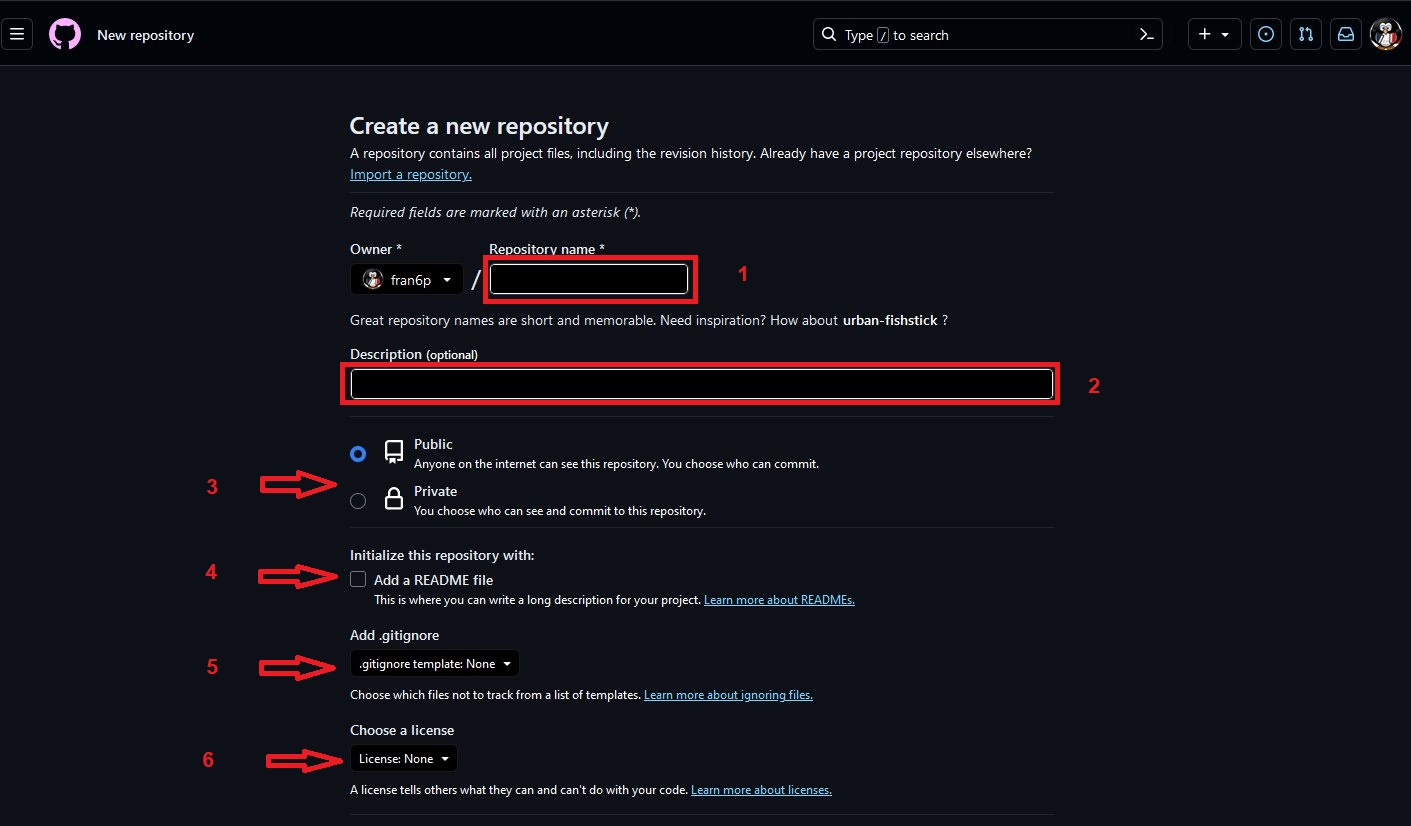 New repository
Type / to search
Create a new repository
A repository contains all project files, including the revision history. Already have a project repository elsewhere?
Import a repository.
Required fields are marked with an asterisk (*).
Owner * Repository name *
fran6p / 1
Great repository names are short and memorable. Need inspiration? How about urban-fishstick ?
Description (optional)
2
Public
Anyone on the internet can see this repository. You choose who can commit.
3
Private
You choose who can see and commit to this repository.
Initialize this repository with:
4
Add a README file
This is where you can write a long description for your project. Learn more about READMEs.
Add .gitignore
5 .gitignore template: None
Choose which files not to track from a list of templates. Learn more about ignoring files.
Choose a license
6 License: None
A license tells others what they can and can't do with your code. Learn more about licenses.